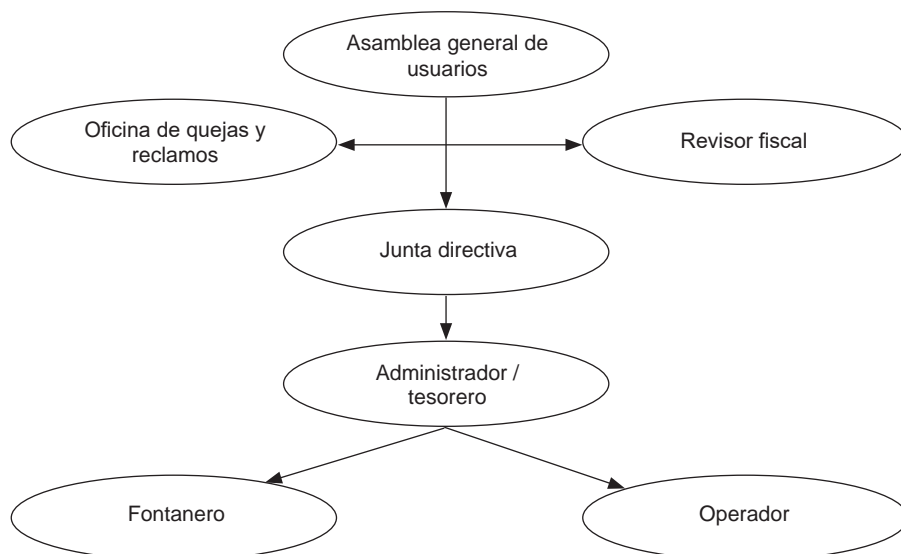 Asamblea general de
usuarios
Oficina de quejas y
reclamos
Revisor fiscal
Junta directiva
Administrador /
tesorero
Fontanero
Operador